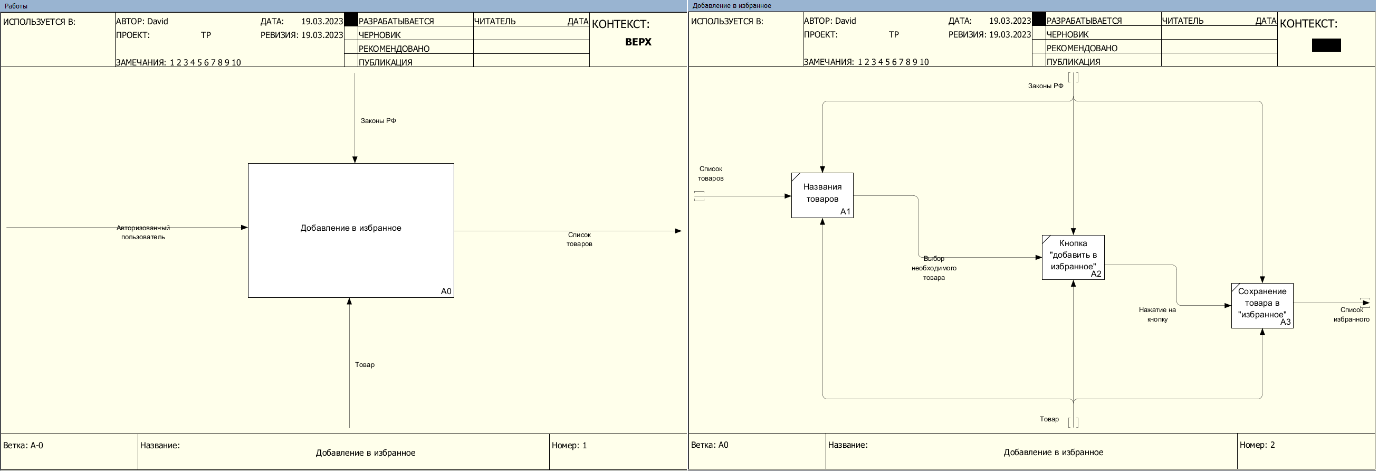 Работы
ИСПОЛЬЗУЕТСЯ В:
АВТОР: David
ДАТА: 19.03.2023
РАЗРАБАТЫВАЕТСЯ
ЧИТАТЕЛЬ
ДАТА
КОНТЕКСТ:
ПРОЕКТ: ТР
РЕВИЗИЯ: 19.03.2023
ЧЕРНОВИК
ВЕРХ
РЕКОМЕНДОВАНО
ЗАМЕЧАНИЯ: 1 2 3 4 5 6 7 8 9 10
ПУБЛИКАЦИЯ
Законы РФ
Авторизованный
пользователь
Добавление в избранное
A0
Список
товаров
Товар
Ветка: A-0
Название:
Добавление в избранное
Номер: 1
Добавление в избранное
ИСПОЛЬЗУЕТСЯ В:
АВТОР: David
ДАТА: 19.03.2023
РАЗРАБАТЫВАЕТСЯ
ЧИТАТЕЛЬ
ДАТА
КОНТЕКСТ:
ПРОЕКТ: ТР
РЕВИЗИЯ: 19.03.2023
ЧЕРНОВИК
РЕКОМЕНДОВАНО
ЗАМЕЧАНИЯ: 1 2 3 4 5 6 7 8 9 10
ПУБЛИКАЦИЯ
Законы РФ
Список
товаров
Названия
товаров
A1
Выбор
необходимого
товара
Кнопка
"добавить в
избранное"
A2
Нажатие на
кнопку
Сохранение
товара в
"избранное"
A3
Список
избранного
Товар
Ветка: A0
Название:
Добавление в избранное
Номер: 2